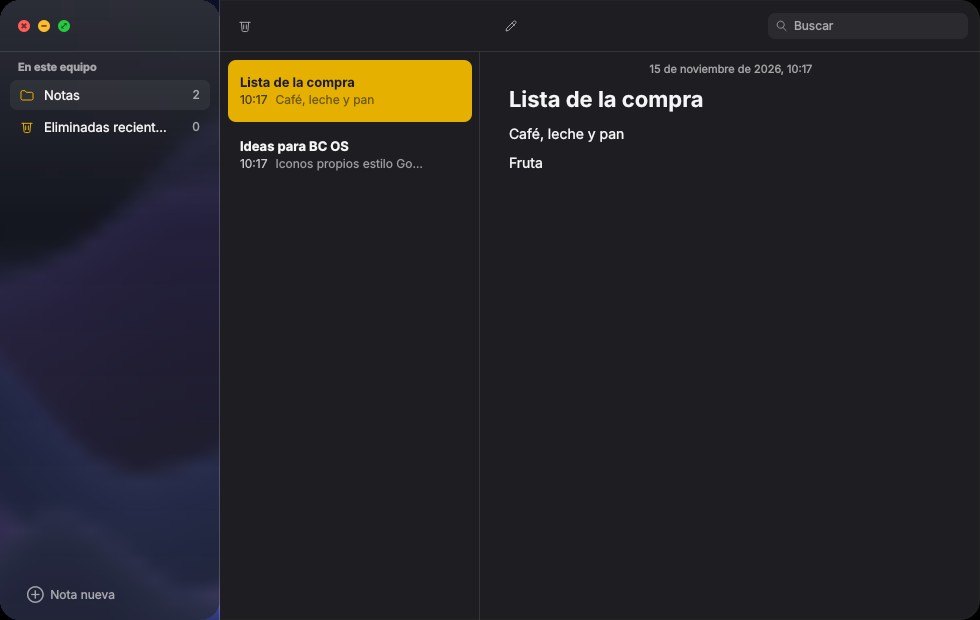 Buscar
En este equipo
Notas 2
Eliminadas recient... 0
Nota nueva
Lista de la compra
10:17 Café, leche y pan
Ideas para BC OS
10:17 Iconos propios estilo Go...
15 de noviembre de 2026, 10:17
Lista de la compra
Café, leche y pan
Fruta